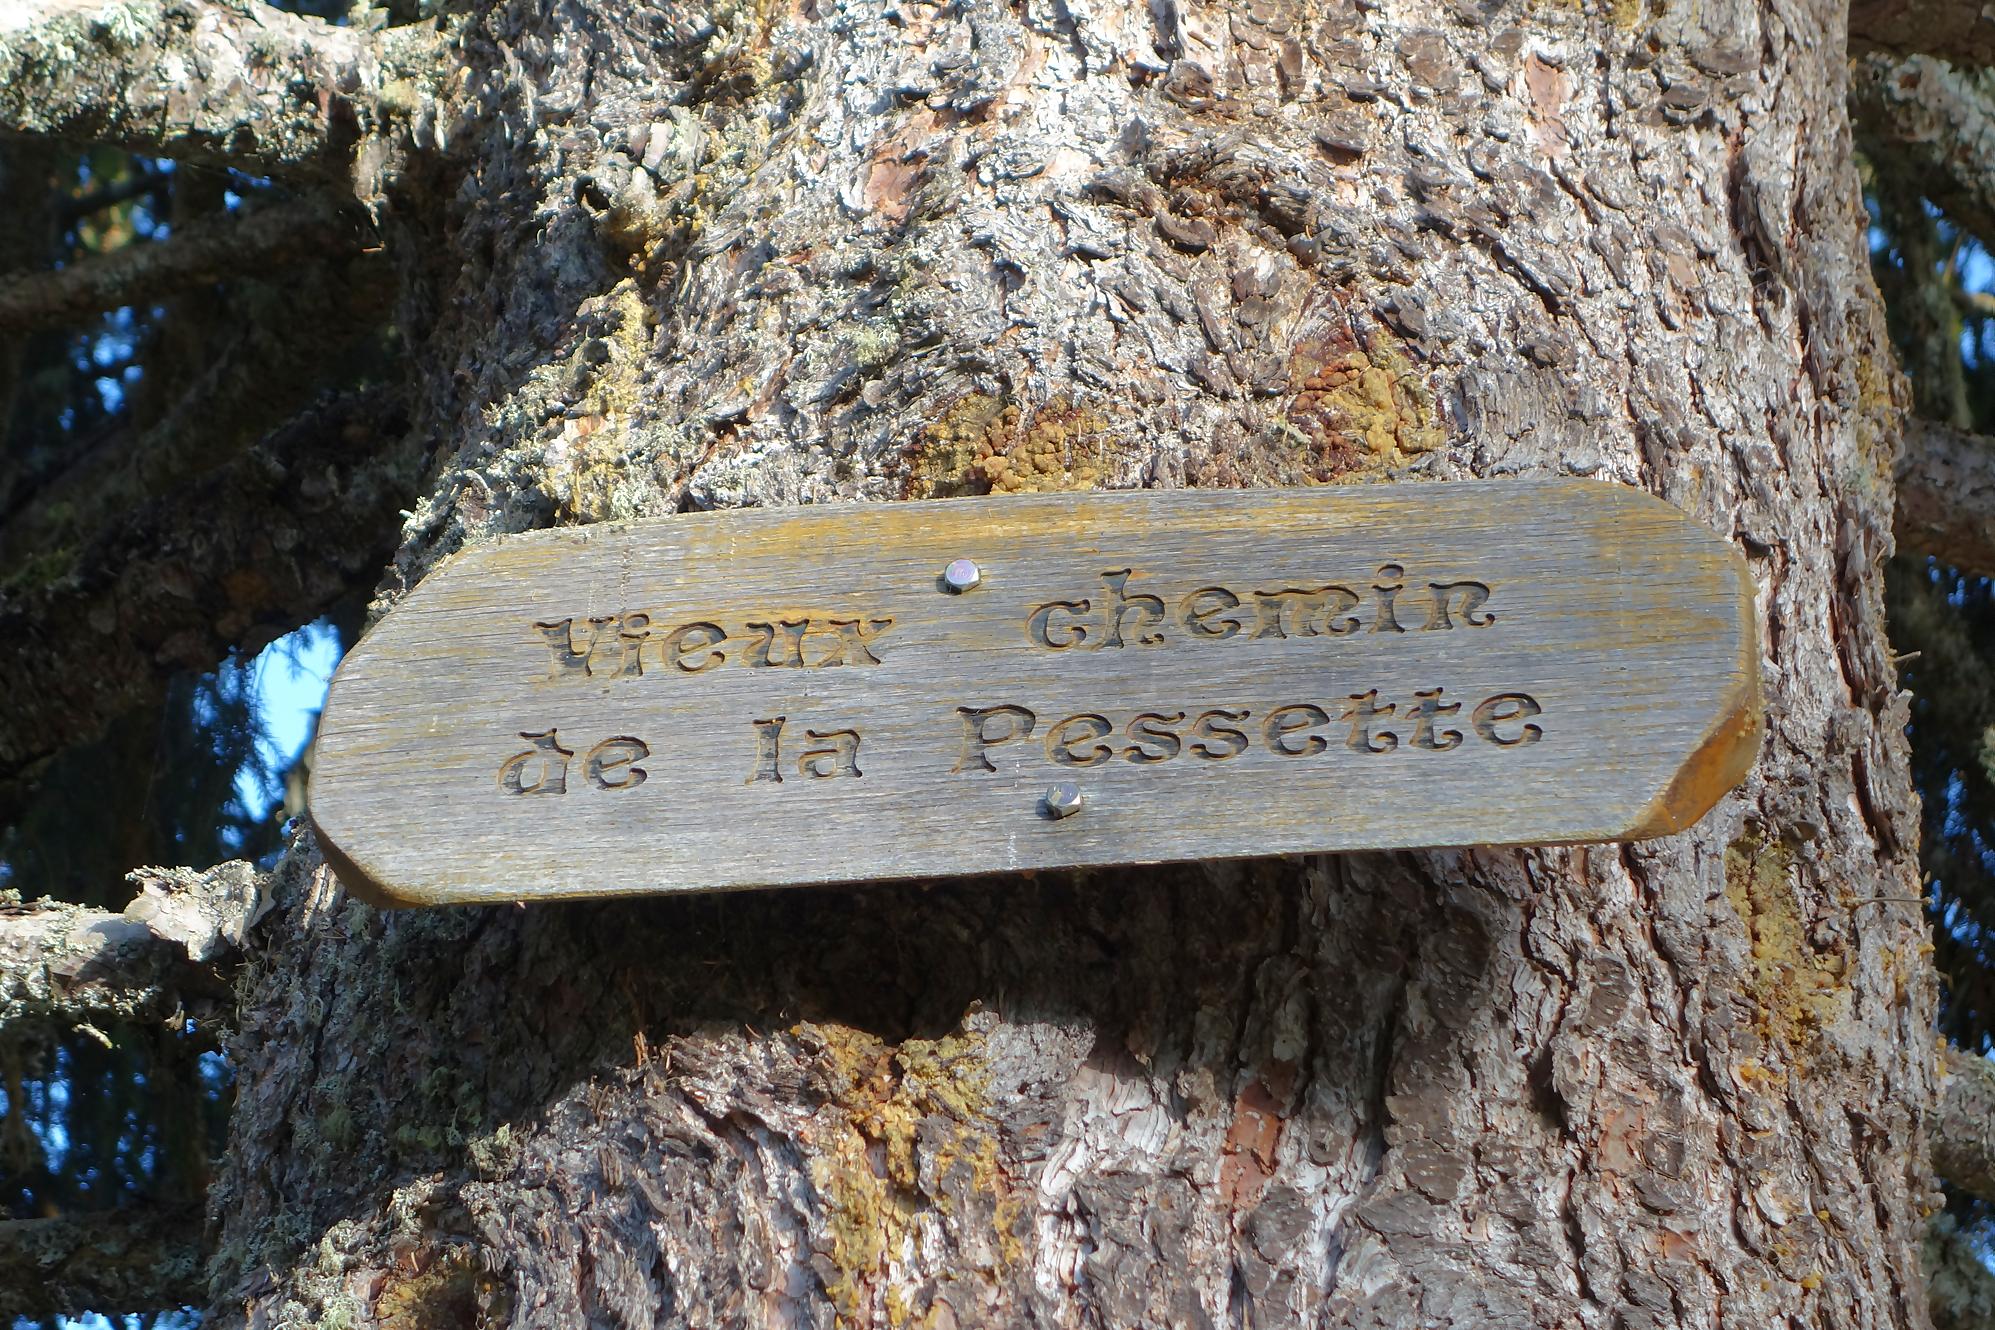 Vieux chemin
de la Pessette